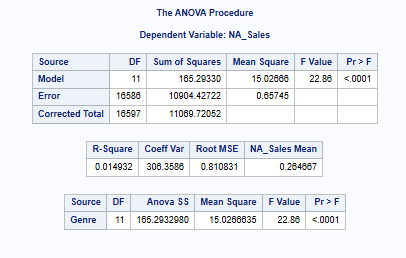 The ANOVA Procedure
Dependent Variable: NA_Sales
Source DF Sum of Squares Mean Square F Value Pr > F
Model 11 165.29330 15.02666 22.86 <.0001
Error 16586 10904.42722 0.65745
Corrected Total 16597 11069.72052
R-Square Coeff Var Root MSE NA_Sales Mean
0.014932 306.3586 0.810831 0.264667
Source DF Anova SS Mean Square F Value Pr > F
Genre 11 165.2932980 15.0266635 22.86 <.0001